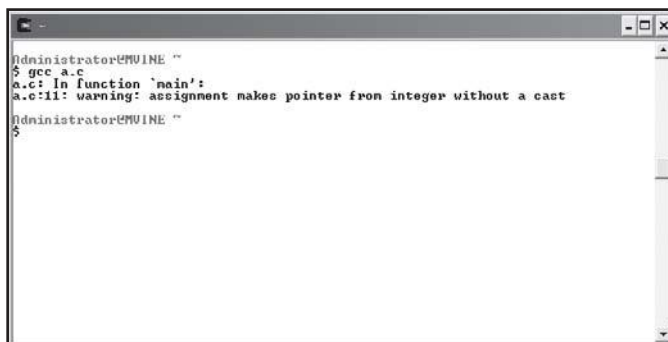 ~
Administrator@MVINE ~
$ gcc a.c
a.c: In function `main':
a.c:11: warning: assignment makes pointer from integer without a cast
Administrator@MVINE ~
$